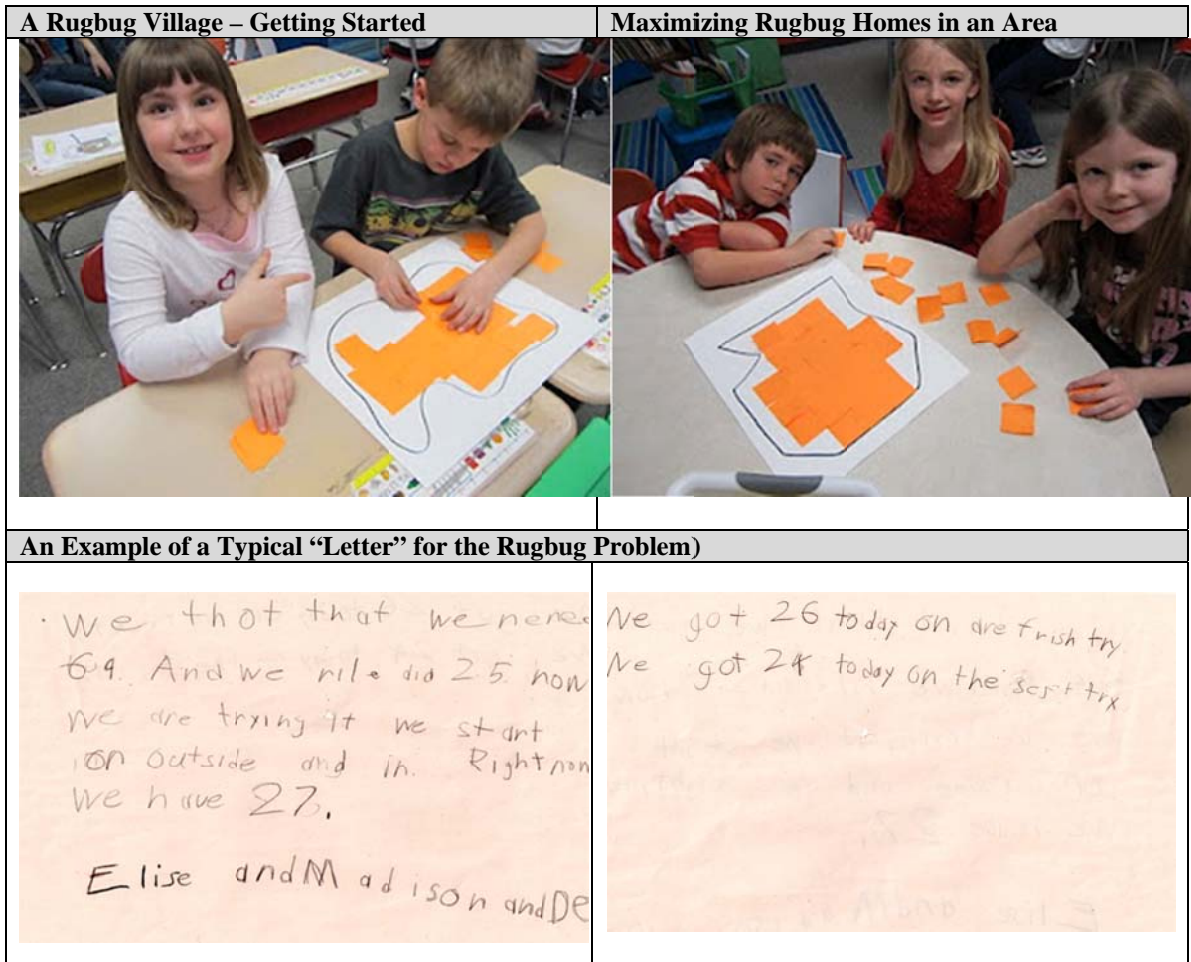 A Rugbug Village – Getting Started
Maximizing Rugbug Homes in an Area
An Example of a Typical “Letter” for the Rugbug Problem)
We thot that we nened
69. And we rile did 25. now
we are trying it we start
on outside and in. Right now
We have 27.
Elise and Madison and DE
We got 26 today on are frish try
We got 24 today on the try